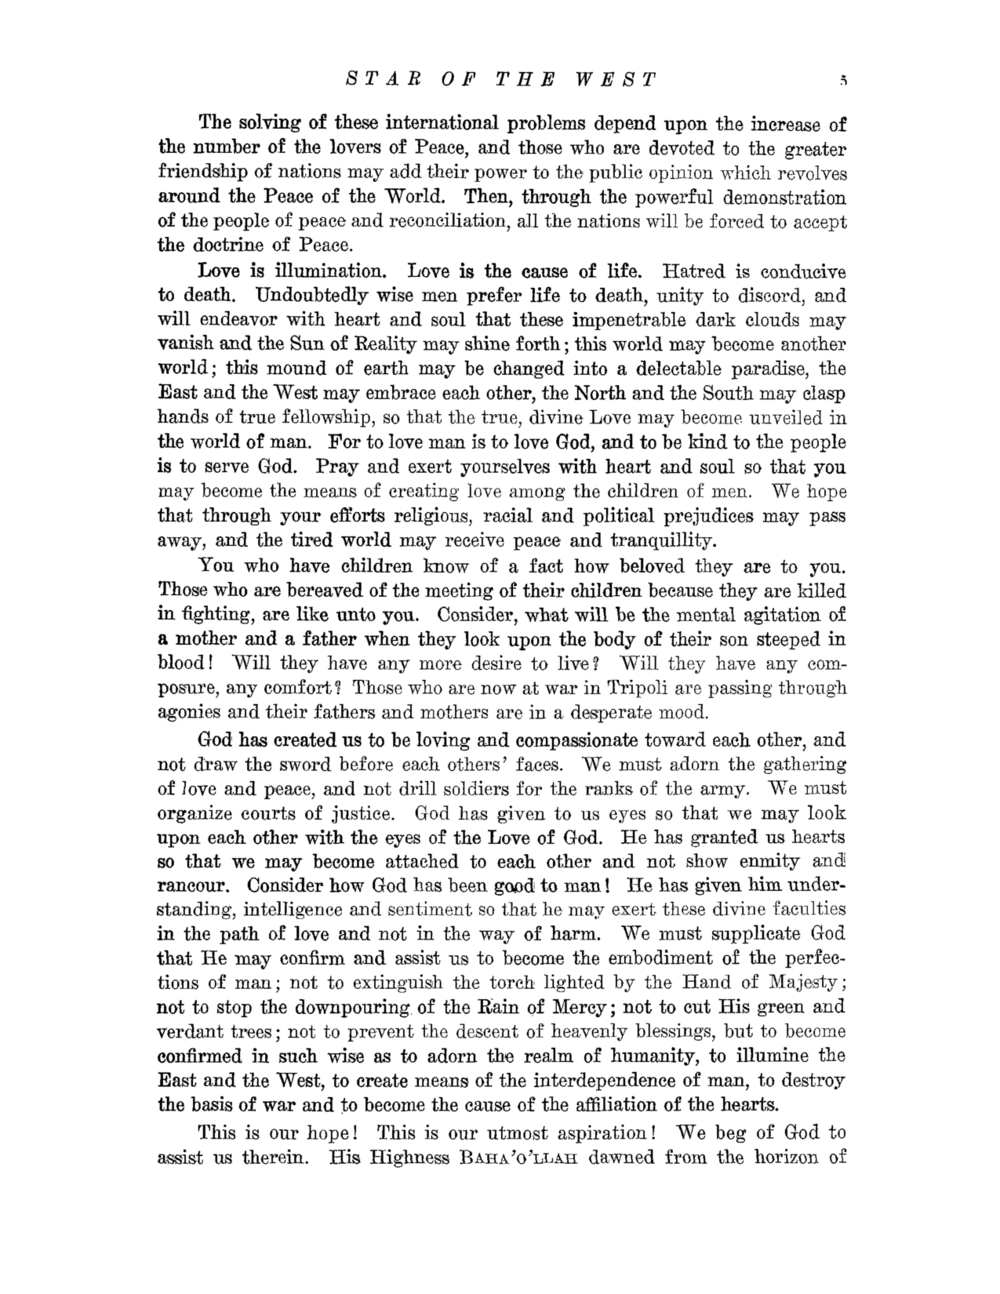 STAR OF THE WEST 5
The solving of these international problems depend upon the increase of
the number of the lovers of Peace, and those who are devoted to the greater
friendship of nations may add their power to the public opinion which revolves
around the Peace of the World. Then, through the powerful demonstration
of the people of peace and reconciliation, all the nations will be forced to accept
the doctrine of Peace.
Love is illumination. Love is the cause of life. Hatred is conducive
to death. Undoubtedly wise men prefer life to death, unity to discord, and
will endeavor with heart and soul that these impenetrable dark clouds may
vanish and the Sun of Reality may shine forth; this world may become another
world; this mound of earth may be changed into a delectable paradise, the
East and the West may embrace each other, the North and the South may clasp
hands of true fellowship, so that the true, divine Love may become unveiled in
the world of man. For to love man is to love God, and to be kind to the people
is to serve God. Pray and exert yourselves with heart and soul so that you
may become the means of creating love among the children of men. We hope
that through your efforts religious, racial and political prejudices may pass
away, and the tired world may receive peace and tranquillity.
You who have children know of a fact how beloved they are to you.
Those who are bereaved of the meeting of their children because they are killed
in fighting, are like unto you. Consider, what will be the mental agitation of
a mother and a father when they look upon the body of their son steeped in
blood! Will they have any more desire to live? Will they have any com-
posure, any comfort? Those who are now at war in Tripoli are passing through
agonies and their fathers and mothers are in a desperate mood.
God has created us to be loving and compassionate toward each other, and
not draw the sword before each others' faces. We must adorn the gathering
of love and peace, and not drill soldiers for the ranks of the army. We must
organize courts of justice. God has given to us eyes so that we may look
upon each other with the eyes of the Love of God. He has granted us hearts
so that we may become attached to each other and not show enmity and
rancour. Consider how God has been good to man! He has given him under-
standing, intelligence and sentiment so that he may exert these divine faculties
in the path of love and not in the way of harm. We must supplicate God
that He may confirm and assist us to become the embodiment of the perfec-
tions of man; not to extinguish the torch lighted by the Hand of Majesty;
not to stop the downpouring of the Rain of Mercy; not to cut His green and
verdant trees; not to prevent the descent of heavenly blessings, but to become
confirmed in such wise as to adorn the realm of humanity, to illumine the
East and the West, to create means of the interdependence of man, to destroy
the basis of war and to become the cause of the affiliation of the hearts.
This is our hope! This is our utmost aspiration! We beg of God to
assist us therein. His Highness BAHA'O'LLAH dawned from the horizon of